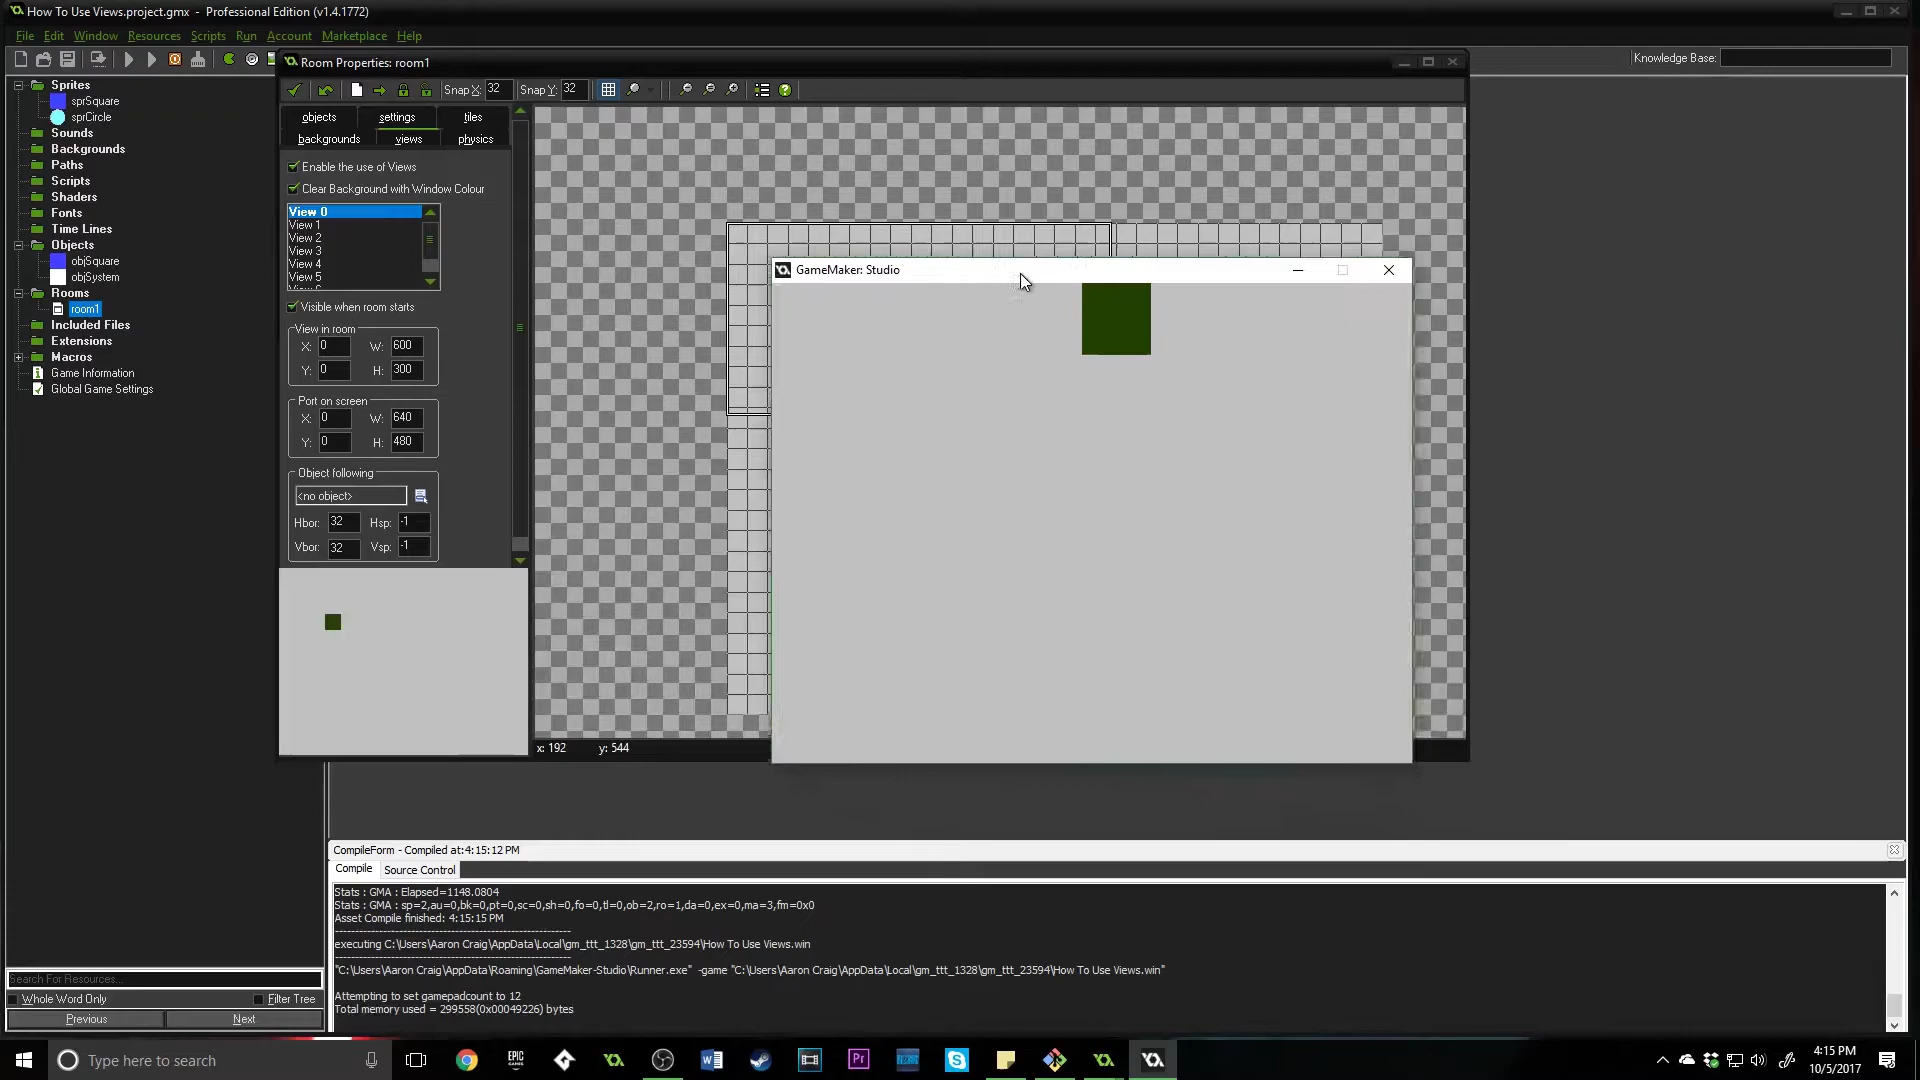 How To Use Views.project.gmx - Professional Edition (v1.4.1772)
File Edit Window Resources Scripts Run Account Marketplace Help
Knowledge Base:
Sprites
sprSquare
sprCircle
Sounds
Backgrounds
Paths
Scripts
Shaders
Fonts
Time Lines
Objects
objSquare
objSystem
Rooms
room1
Included Files
Extensions
Macros
Game Information
Global Game Settings
Search For Resources...
Whole Word Only Filter Tree
Previous Next
Room Properties: room1
Snap X: 32 Snap Y: 32
objects settings tiles
backgrounds views physics
Enable the use of Views
Clear Background with Window Colour
View 0
View 1
View 2
View 3
View 4
View 5
Visible when room starts
View in room
X: 0 W: 600
Y: 0 H: 300
Port on screen
X: 0 W: 640
Y: 0 H: 480
Object following
<no object>
Hbor: 32 Hsp: -1
Vbor: 32 Vsp: -1
x: 192 y: 544
GameMaker: Studio
CompileForm - Compiled at:4:15:12 PM
Compile Source Control
Stats : GMA : Elapsed=1148.0804
Stats : GMA : sp=2,au=0,bk=0,pt=0,sc=0,sh=0,fo=0,tl=0,ob=2,ro=1,da=0,ex=0,ma=3,fm=0x0
Asset Compile finished: 4:15:15 PM
executing C:\Users\Aaron Craig\AppData\Local\gm_ttt_1328\gm_ttt_23594\How To Use Views.win
"C:\Users\Aaron Craig\AppData\Roaming\GameMaker-Studio\Runner.exe" -game "C:\Users\Aaron Craig\AppData\Local\gm_ttt_1328\gm_ttt_23594\How To Use Views.win"
Attempting to set gamepadcount to 12
Total memory used = 299558(0x00049226) bytes
Type here to search
EPIC GAMES
Pr
4:15 PM
10/5/2017